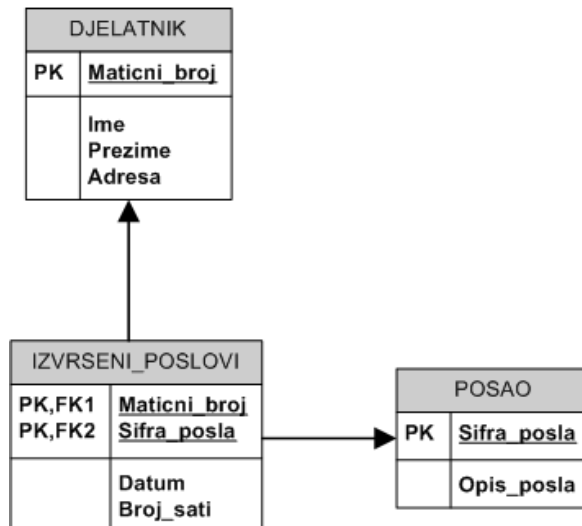 DJELATNIK
PK Maticni_broj
Ime
Prezime
Adresa
IZVRSENI_POSLOVI
PK,FK1 Maticni_broj
PK,FK2 Sifra_posla
Datum
Broj_sati
POSAO
PK Sifra_posla
Opis_posla